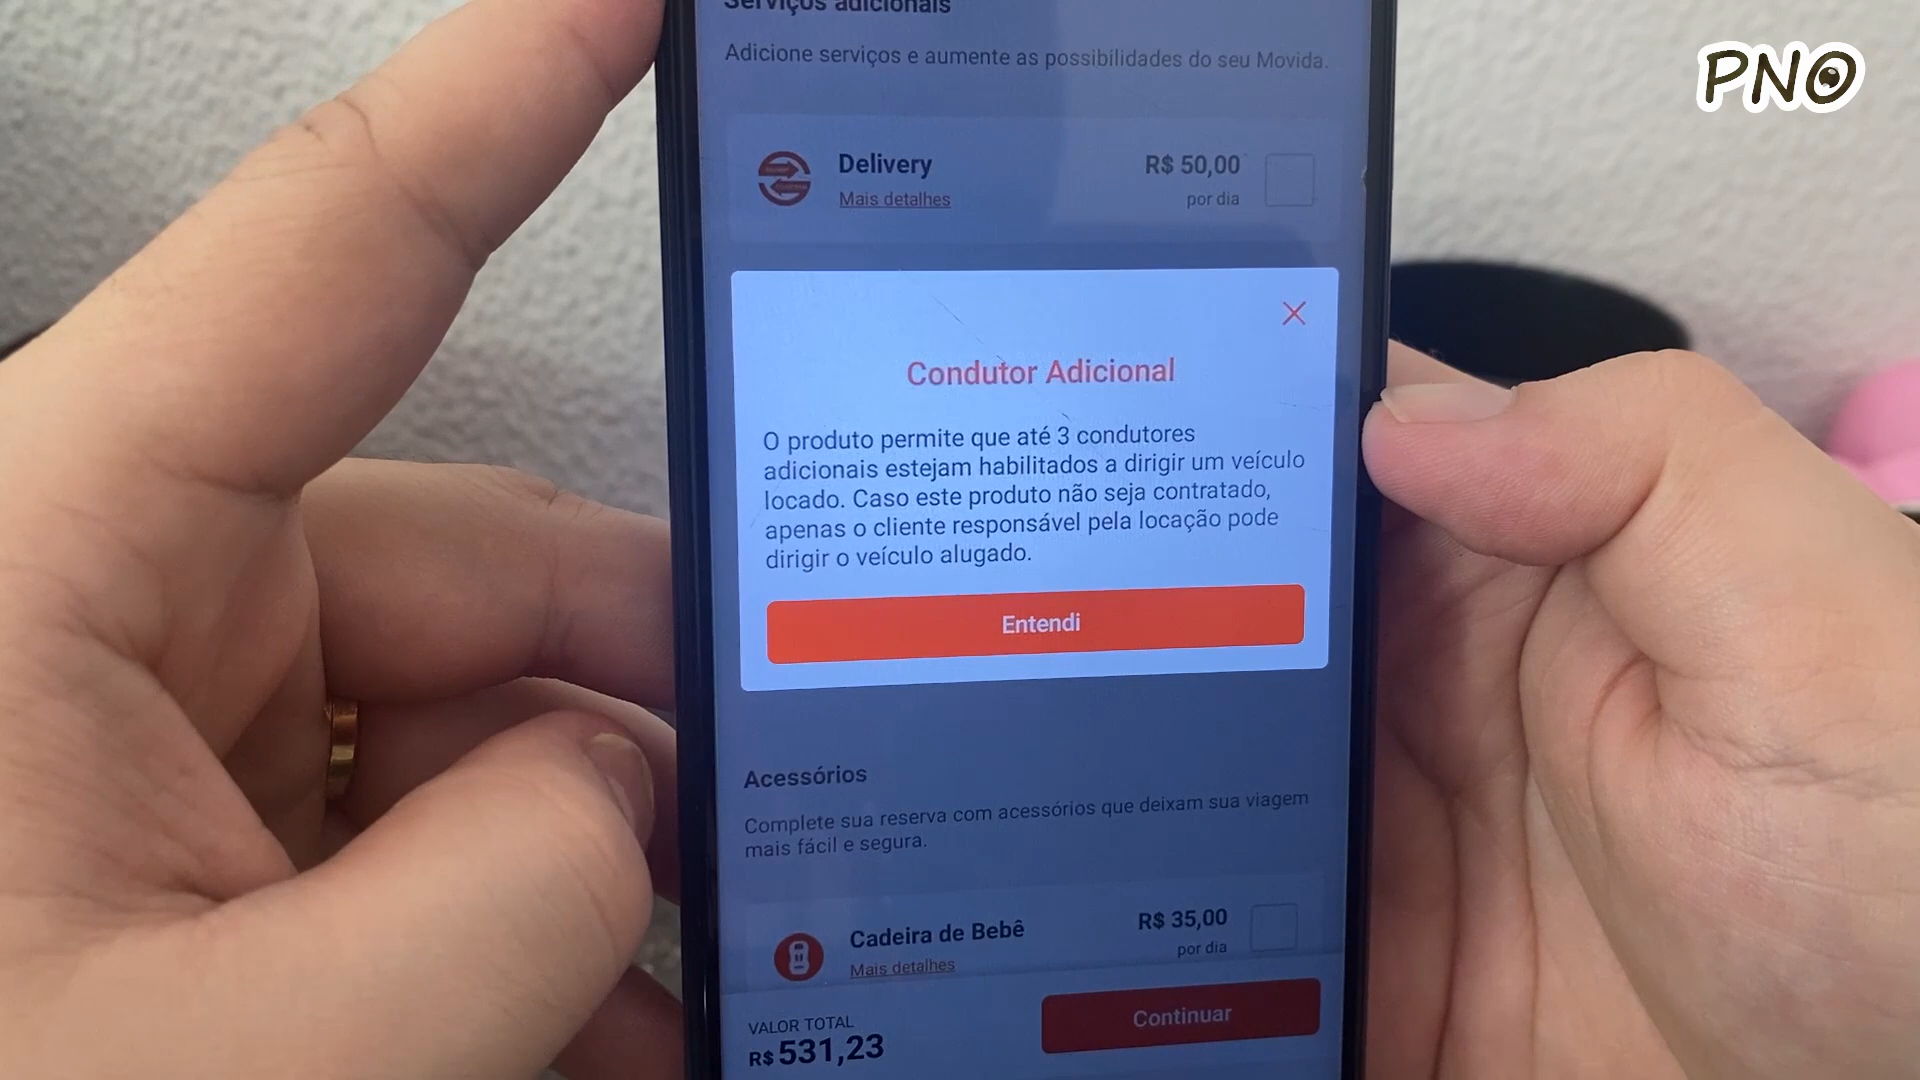 Serviços adicionais
Adicione serviços e aumente as possibilidades do seu Movida.
PNO
Delivery
R$ 50,00
Mais detalhes
por dia
Condutor Adicional
O produto permite que até 3 condutores
adicionais estejam habilitados a dirigir um veículo
locado. Caso este produto não seja contratado,
apenas o cliente responsável pela locação pode
dirigir o veículo alugado.
Entendi
Acessórios
Complete sua reserva com acessórios que deixam sua viagem
mais fácil e segura.
Cadeira de Bebê
R$ 35,00
Mais detalhes
por dia
VALOR TOTAL
R$ 531,23
Continuar